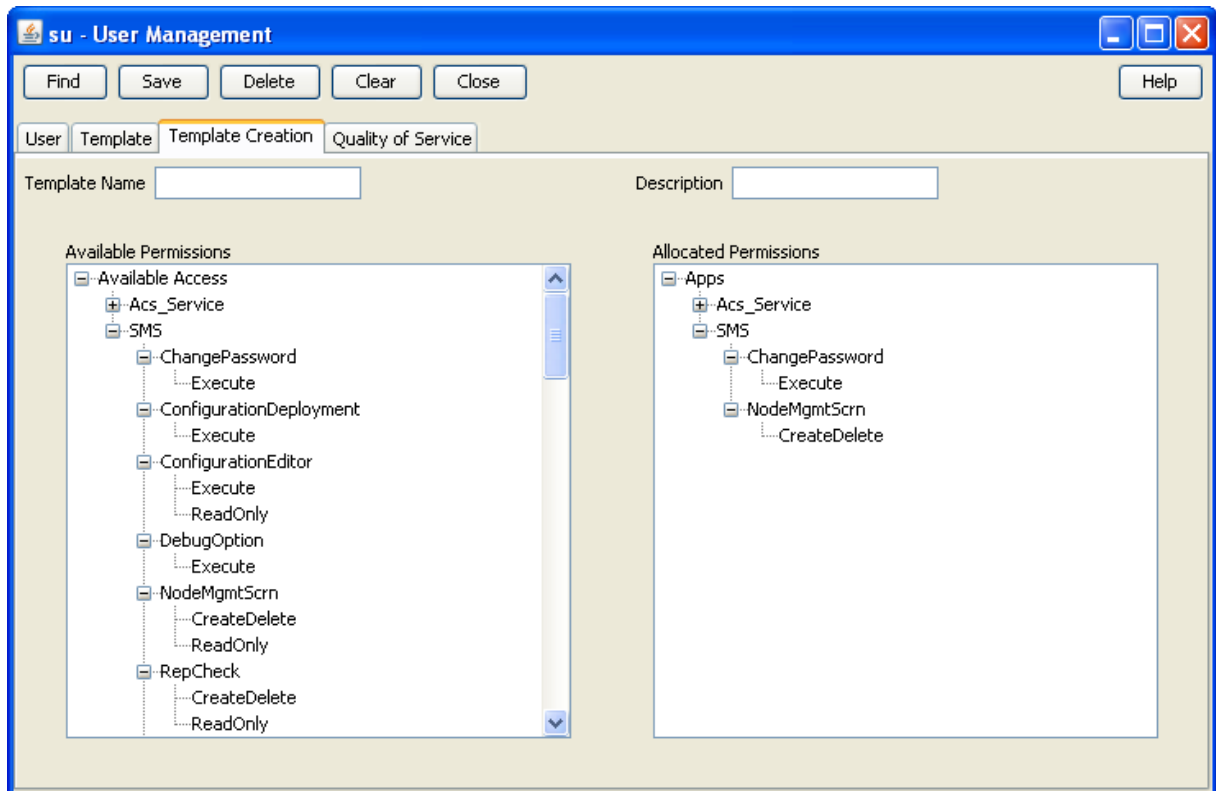 su - User Management
Find Save Delete Clear Close Help
User Template Template Creation Quality of Service
Template Name Description
Available Permissions
Available Access
Acs_Service
SMS
ChangePassword
Execute
ConfigurationDeployment
Execute
ConfigurationEditor
Execute
ReadOnly
DebugOption
Execute
NodeMgmtScrn
CreateDelete
ReadOnly
RepCheck
CreateDelete
ReadOnly
Allocated Permissions
Apps
Acs_Service
SMS
ChangePassword
Execute
NodeMgmtScrn
CreateDelete